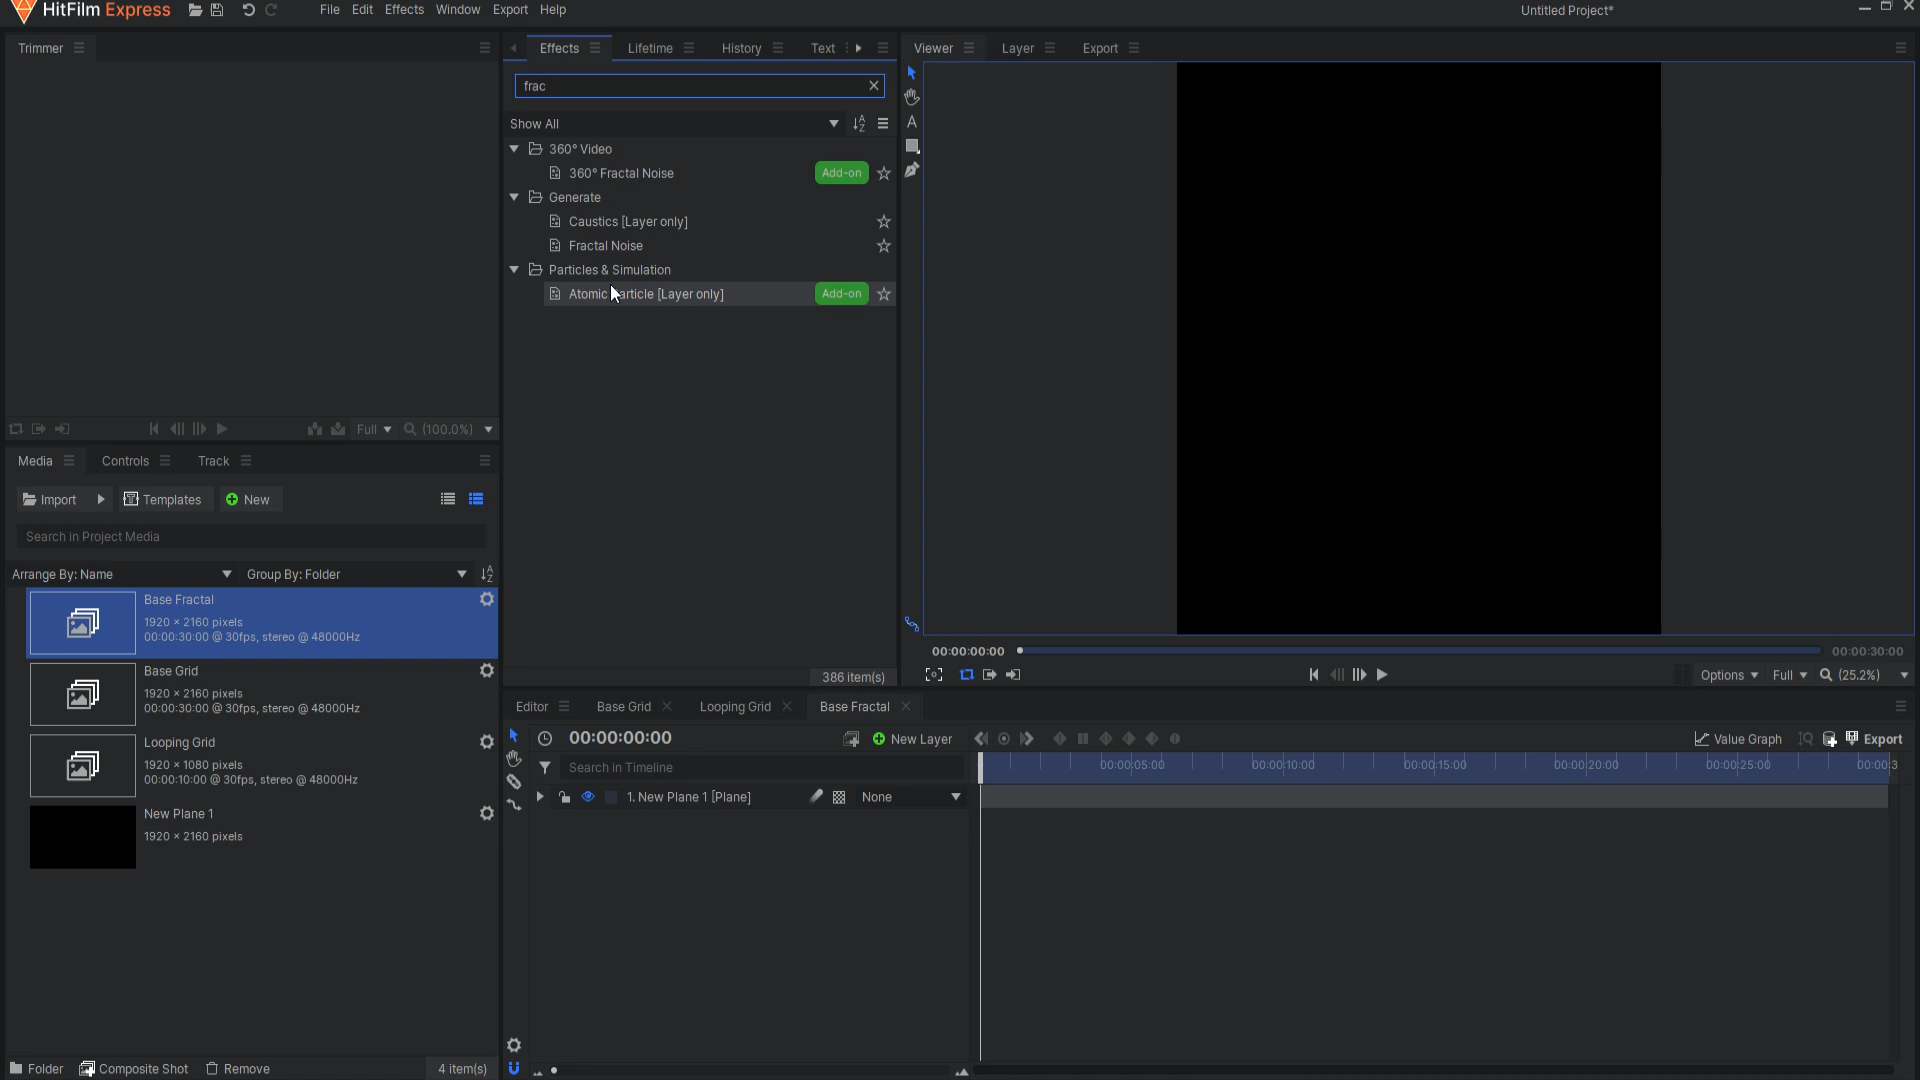 HitFilm Express
File Edit Effects Window Export Help
Untitled Project*
Trimmer
Effects Lifetime History Text
Viewer Layer Export
frac
Show All
360° Video
360° Fractal Noise Add-on
Generate
Caustics [Layer only]
Fractal Noise
Particles & Simulation
Atomic Particle [Layer only] Add-on
386 item(s)
Full (100.0%)
Media Controls Track
Import Templates New
Search in Project Media
Arrange By: Name Group By: Folder
Base Fractal
1920 × 2160 pixels
00:00:30:00 @ 30fps, stereo @ 48000Hz
Base Grid
1920 × 2160 pixels
00:00:30:00 @ 30fps, stereo @ 48000Hz
Looping Grid
1920 × 1080 pixels
00:00:10:00 @ 30fps, stereo @ 48000Hz
New Plane 1
1920 × 2160 pixels
Folder Composite Shot Remove 4 item(s)
00:00:00:00 00:00:30:00
Options Full (25.2%)
Editor Base Grid Looping Grid Base Fractal
00:00:00:00 New Layer Value Graph Export
Search in Timeline
00:00:05:00 00:00:10:00 00:00:15:00 00:00:20:00 00:00:25:00 00:00:3
1. New Plane 1 [Plane] None